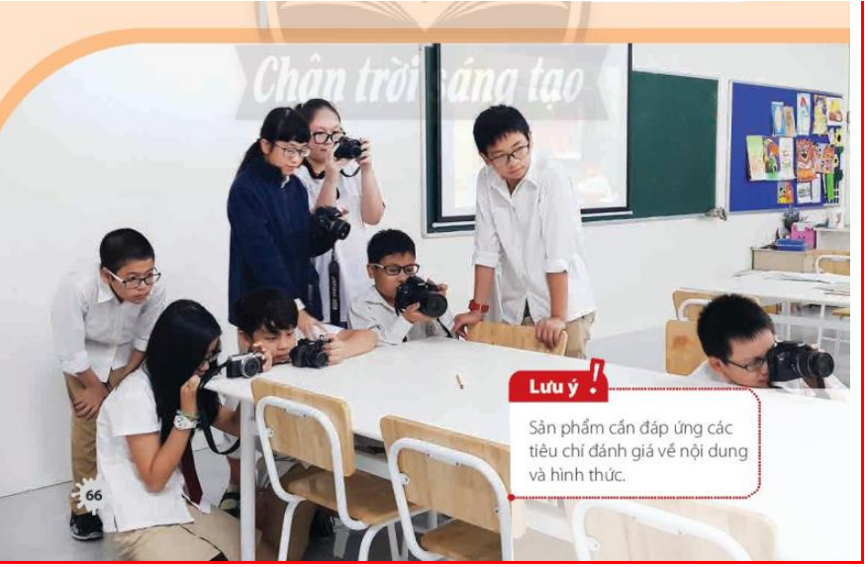 Chân trời sáng tạo
Lưu ý !
Sản phẩm cần đáp ứng các
tiêu chí đánh giá về nội dung
và hình thức.
66